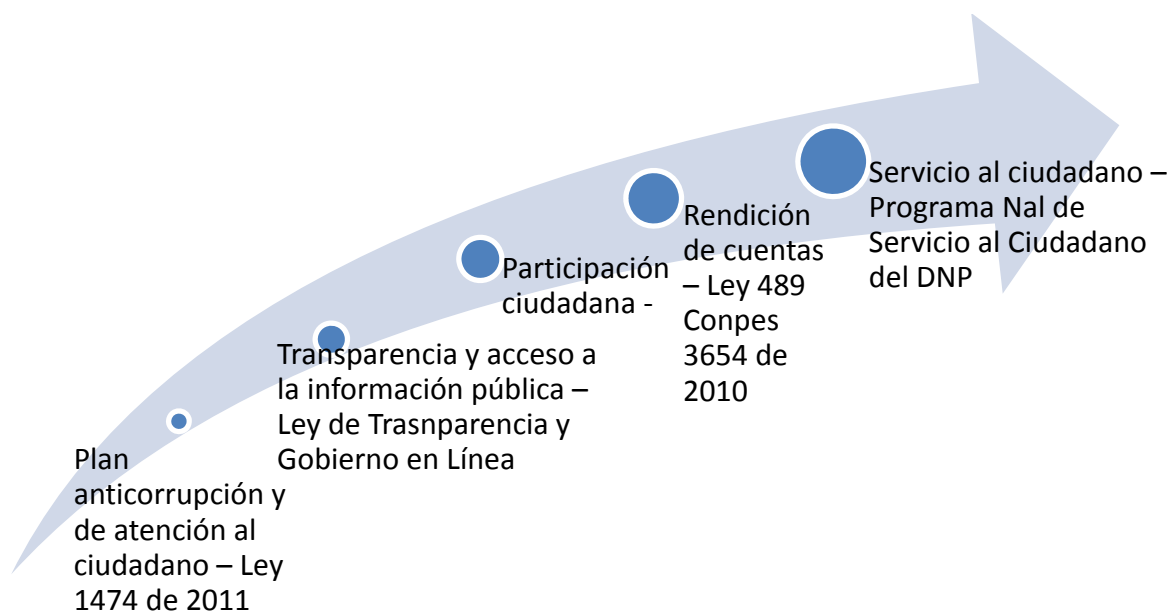 Plan
anticorrupción y
de atención al
ciudadano – Ley
1474 de 2011
Transparencia y acceso a
la información pública –
Ley de Trasnparencia y
Gobierno en Línea
Participación
ciudadana -
Rendición
de cuentas
– Ley 489
Conpes
3654 de
2010
Servicio al ciudadano –
Programa Nal de
Servicio al Ciudadano
del DNP